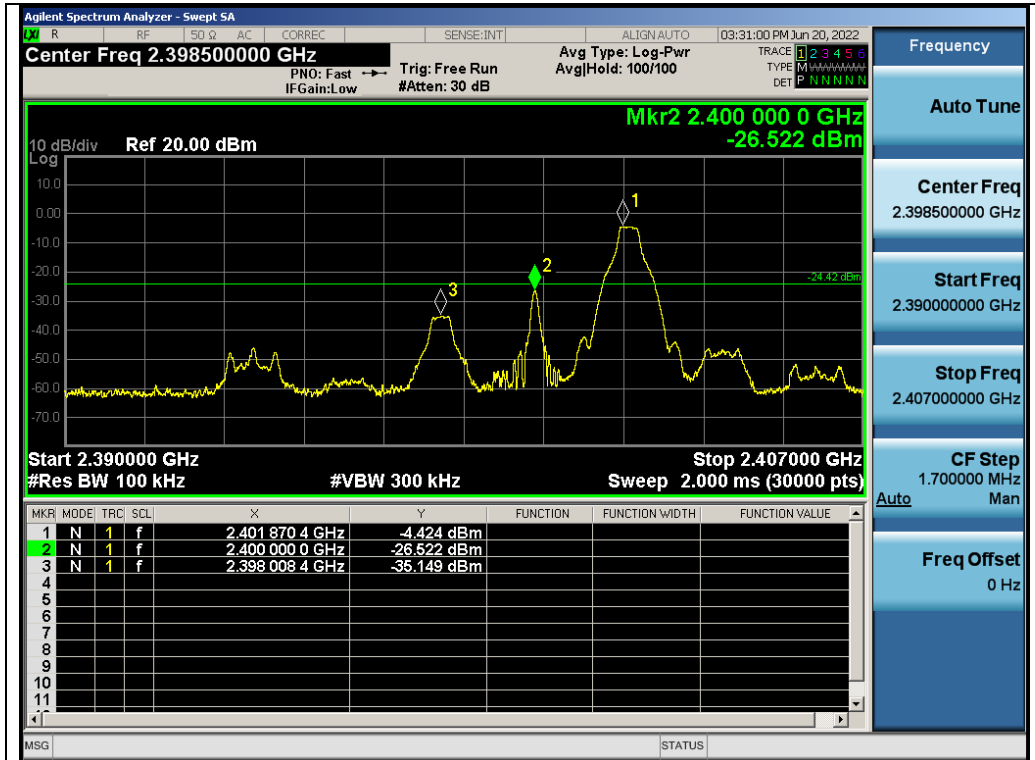 Agilent Spectrum Analyzer - Swept SA
LXI R RF 50 Ω AC CORREC SENSE:INT ALIGN AUTO 03:31:00 PM Jun 20, 2022
Center Freq 2.398500000 GHz
PNO: Fast
IFGain:Low
Trig: Free Run
#Atten: 30 dB
Avg Type: Log-Pwr
Avg|Hold: 100/100
TRACE 1 2 3 4 5 6
TYPE M WWWWW
DET P N N N N N
Mkr2 2.400 000 0 GHz
-26.522 dBm
10 dB/div Ref 20.00 dBm
Log
10.0
0.00
-10.0
-20.0
-30.0
-40.0
-50.0
-60.0
-70.0
1
2
3
-24.42 dBm
Start 2.390000 GHz Stop 2.407000 GHz
#Res BW 100 kHz #VBW 300 kHz Sweep 2.000 ms (30000 pts)
MKR MODE TRC SCL X Y FUNCTION FUNCTION WIDTH FUNCTION VALUE
1 N 1 f 2.401 870 4 GHz -4.424 dBm
2 N 1 f 2.400 000 0 GHz -26.522 dBm
3 N 1 f 2.398 008 4 GHz -35.149 dBm
4
5
6
7
8
9
10
11
MSG STATUS
Frequency
Auto Tune
Center Freq
2.398500000 GHz
Start Freq
2.390000000 GHz
Stop Freq
2.407000000 GHz
CF Step
1.700000 MHz
Auto Man
Freq Offset
0 Hz